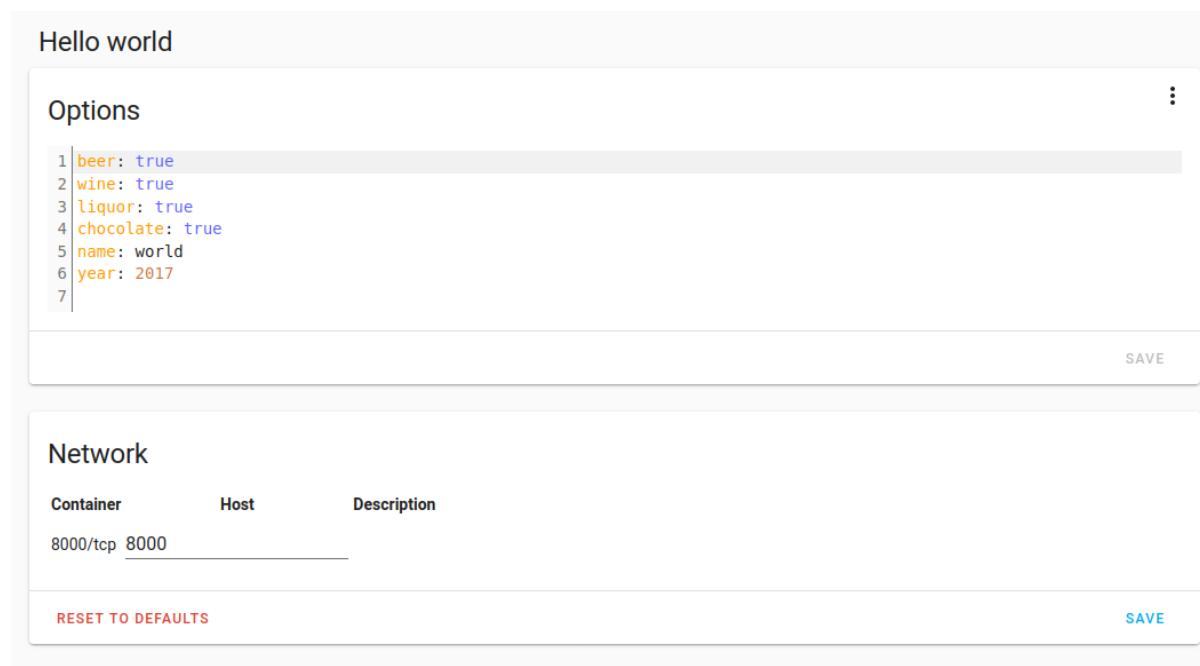 Hello world
Options
1 beer: true
2 wine: true
3 liquor: true
4 chocolate: true
5 name: world
6 year: 2017
7
SAVE
Network
Container Host Description
8000/tcp 8000
RESET TO DEFAULTS SAVE